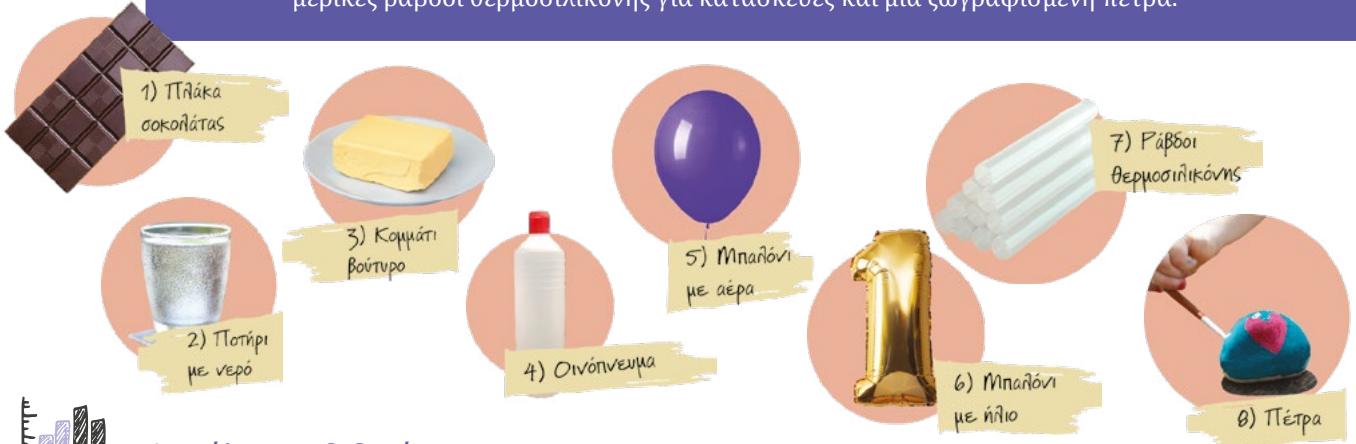 μερικές ράβδοι θερμοσιλικόνης για κατασκευές και μια ζωγραφισμένη πέτρα.
1) Πλάκα
σοκολάτας
2) Ποτήρι
με νερό
3) Κομμάτι
βούτυρο
4) Οινόπνευμα
5) Μπαλόνι
με αέρα
6) Μπαλόνι
με ήλιο
7) Ράβδοι
θερμοσιλικόνης
8) Πέτρα